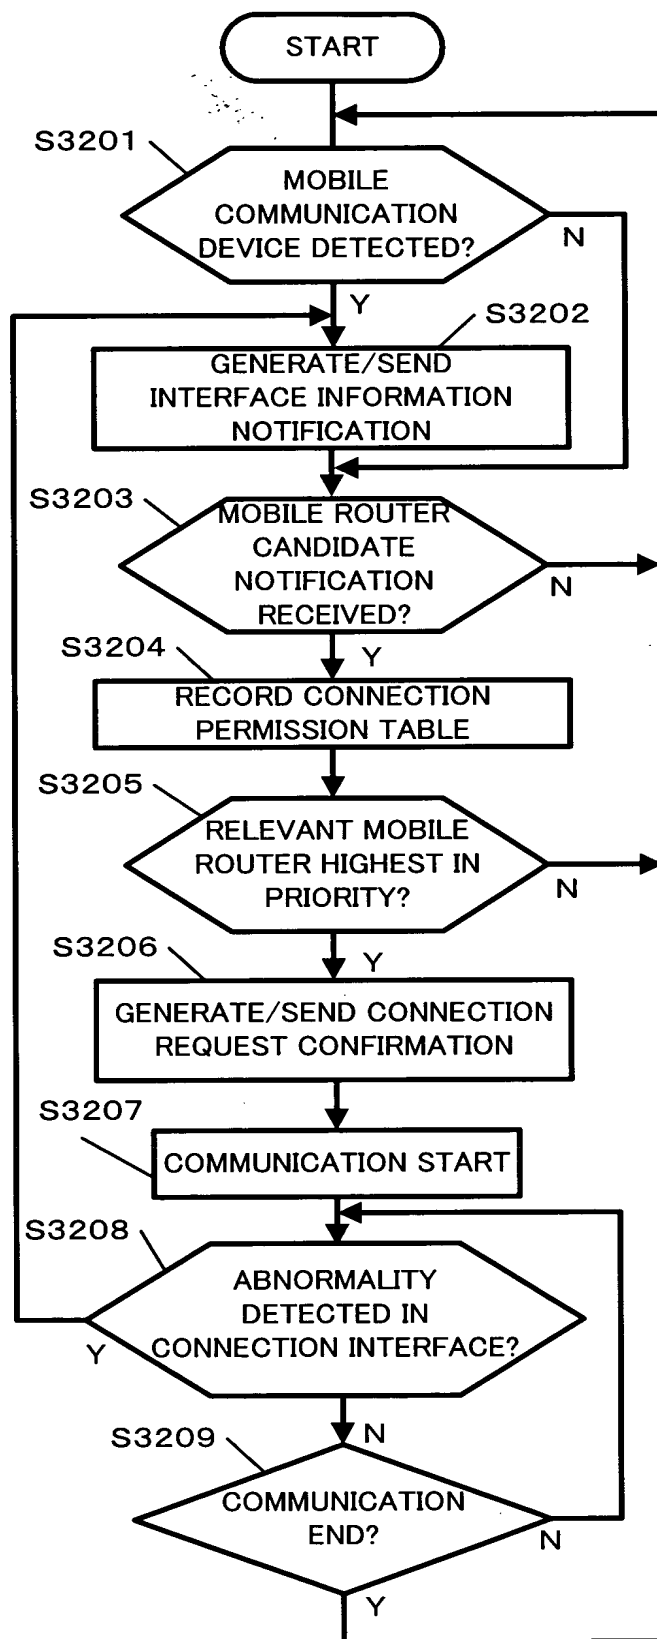 START
S3201
MOBILE
COMMUNICATION
DEVICE DETECTED?
N
Y
S3202
GENERATE/SEND
INTERFACE INFORMATION
NOTIFICATION
S3203
MOBILE ROUTER
CANDIDATE
NOTIFICATION
RECEIVED?
N
Y
S3204
RECORD CONNECTION
PERMISSION TABLE
S3205
RELEVANT MOBILE
ROUTER HIGHEST IN
PRIORITY?
N
Y
S3206
GENERATE/SEND CONNECTION
REQUEST CONFIRMATION
S3207
COMMUNICATION START
S3208
ABNORMALITY
DETECTED IN
CONNECTION INTERFACE?
Y
N
S3209
COMMUNICATION
END?
N
Y